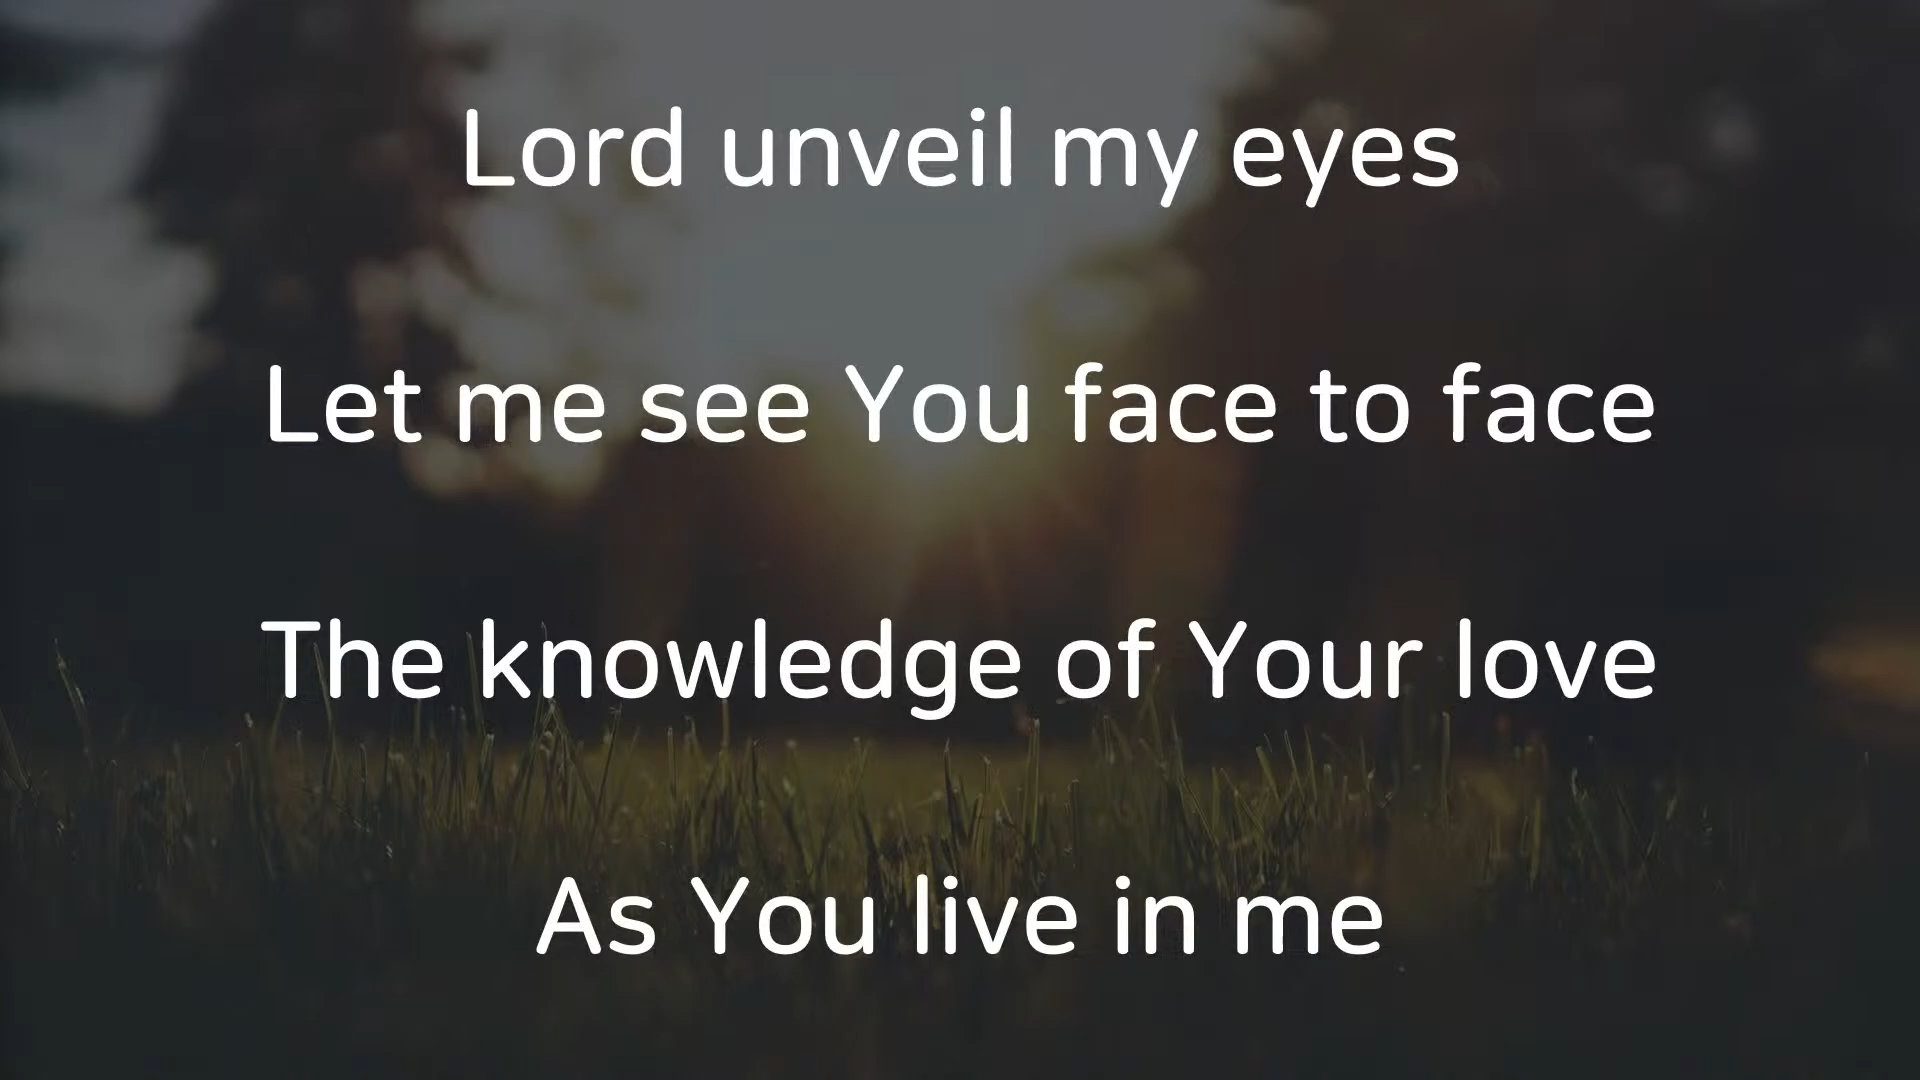 Lord unveil my eyes
Let me see You face to face
The knowledge of Your love
As You live in me